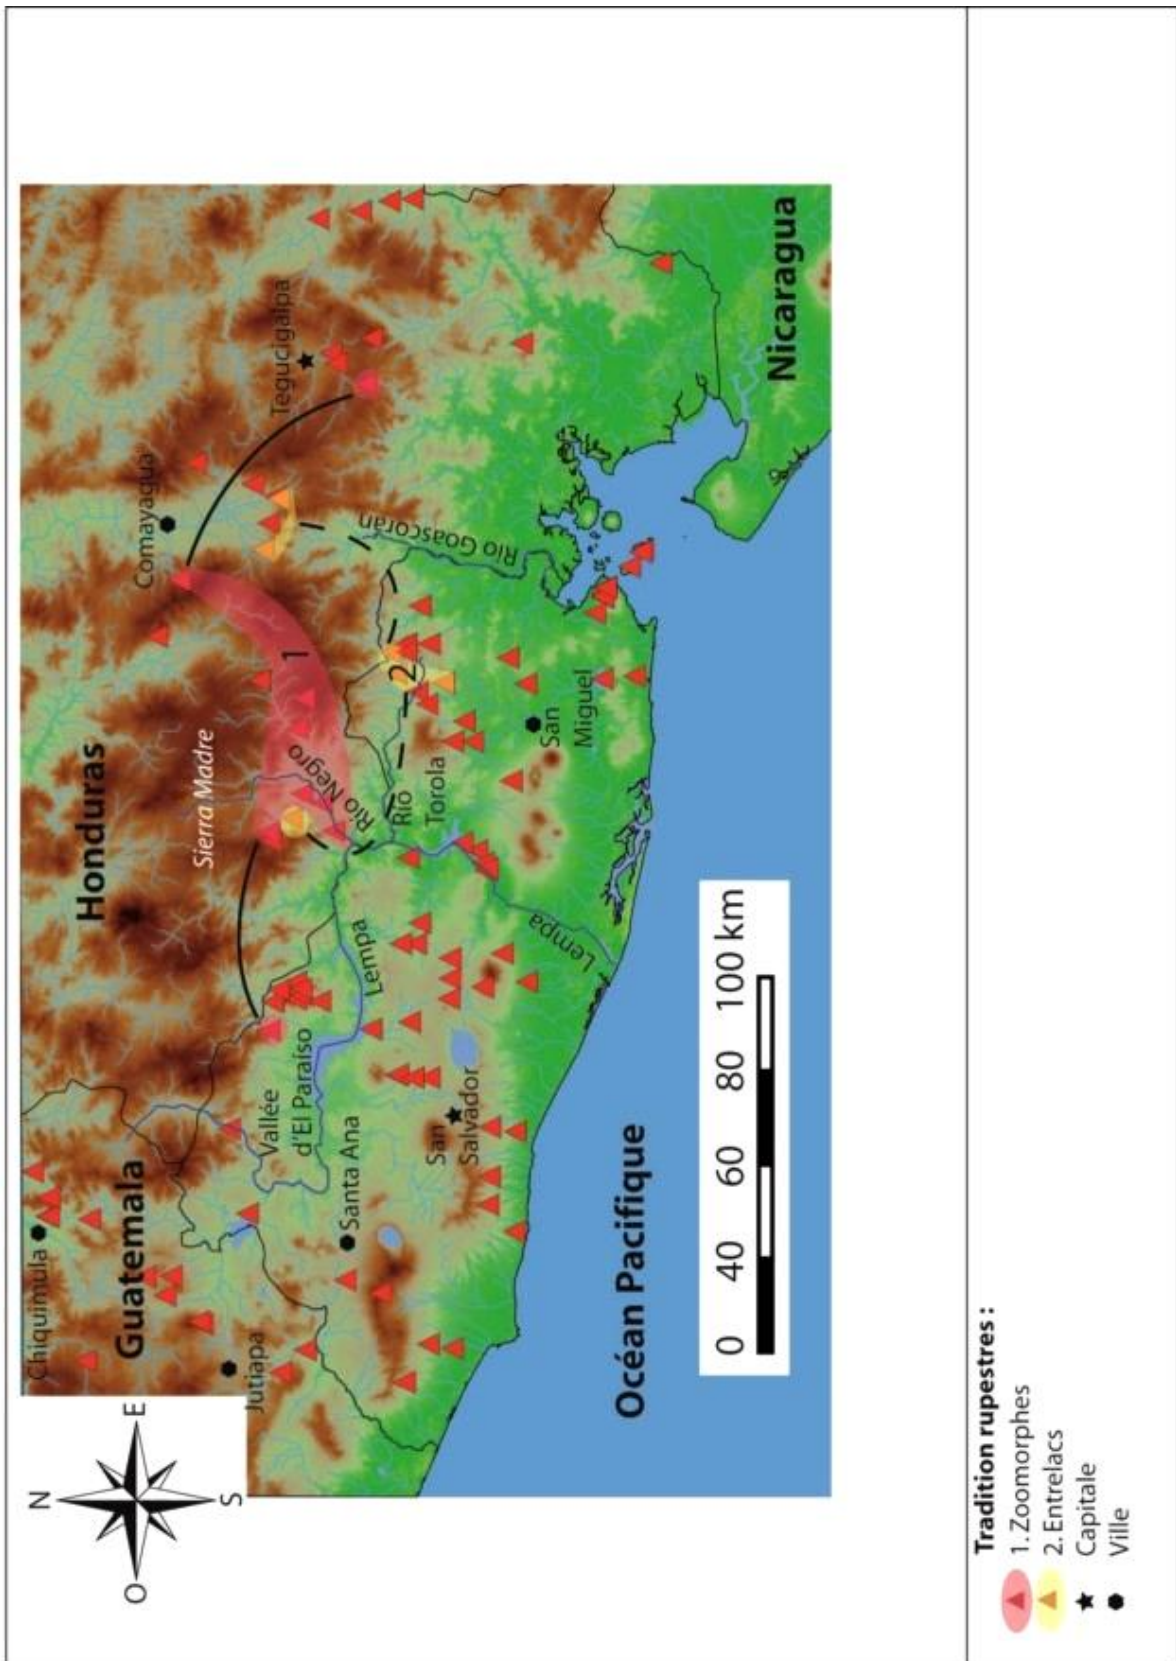 N
O
E
S
Honduras
Guatemala
Nicaragua
Océan Pacifique
Chiquimula
Jutiapa
Comayagua
Tegucigalpa
Sierra Madre
1
2
Río Negro
Rio Goascorán
Rio
Torola
Lempa
Lempa
Vallée
d'El Paraíso
Santa Ana
San
Salvador
San
Miguel
0 40 60 80 100 km
Tradition rupestres :
1. Zoomorphes
2. Entrelacs
Capitale
Ville